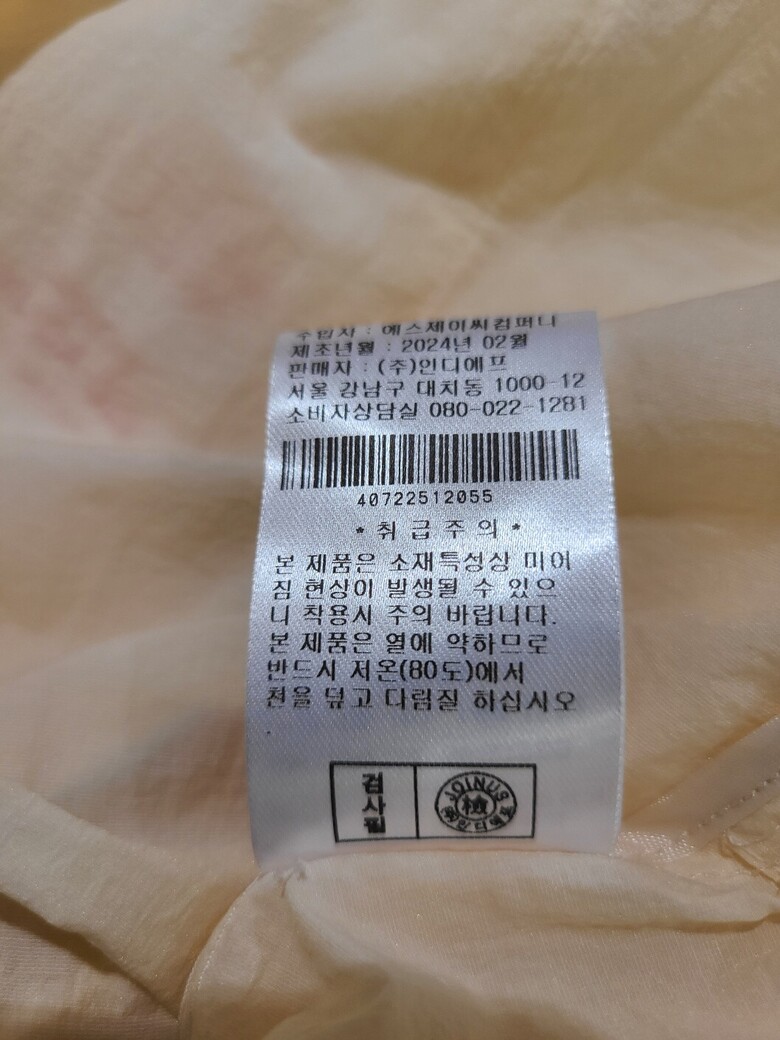 수입자 : 에스제이씨컴퍼니
제조년월 : 2024년 02월
판매자 : (주)인디에프
서울 강남구 대치동 1000-12
소비자상담실 080-022-1281
40722512055
* 취 급 주 의 *
본 제품은 소재특성상 미어
짐 현상이 발생될 수 있으
니 착용시 주의 바랍니다.
본 제품은 열에 약하므로
반드시 저온(80도)에서
천을 덮고 다림질 하십시오
.
검사필
JOINUS
檢
㈜인디에프